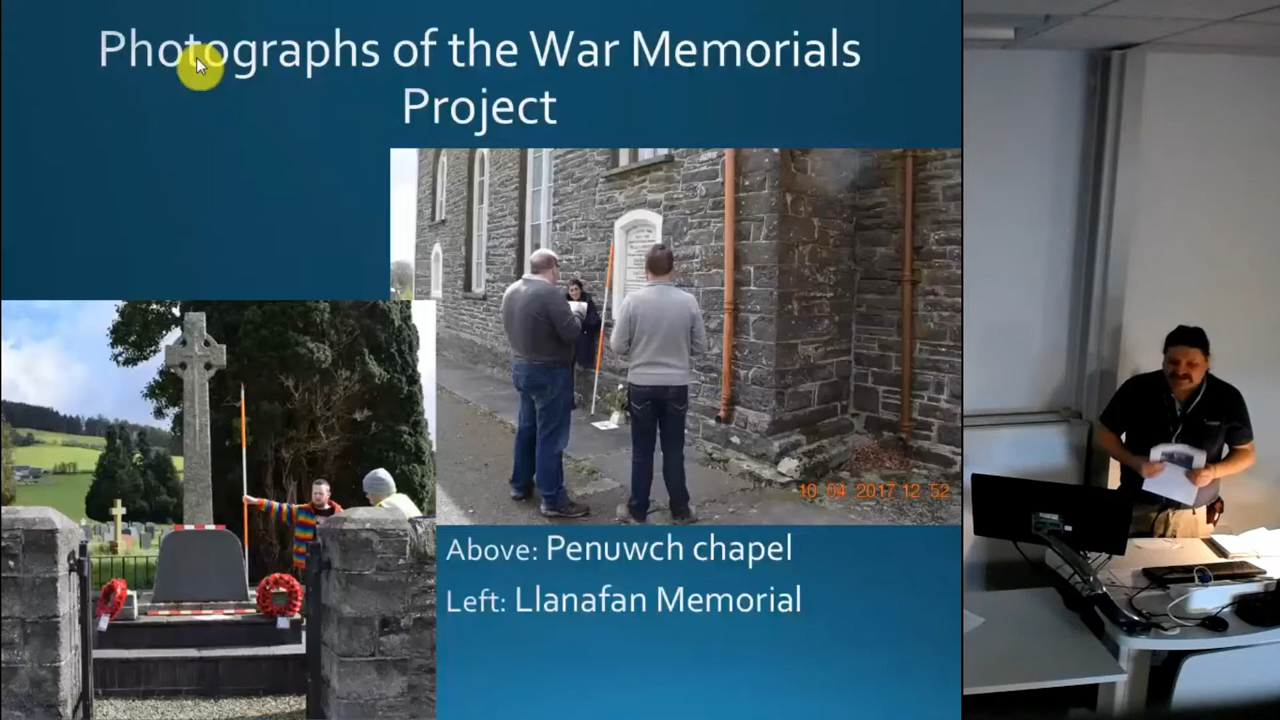 Photographs of the War Memorials
Project
10 04 2017 12 52
Above: Penuwch chapel
Left: Llanafan Memorial